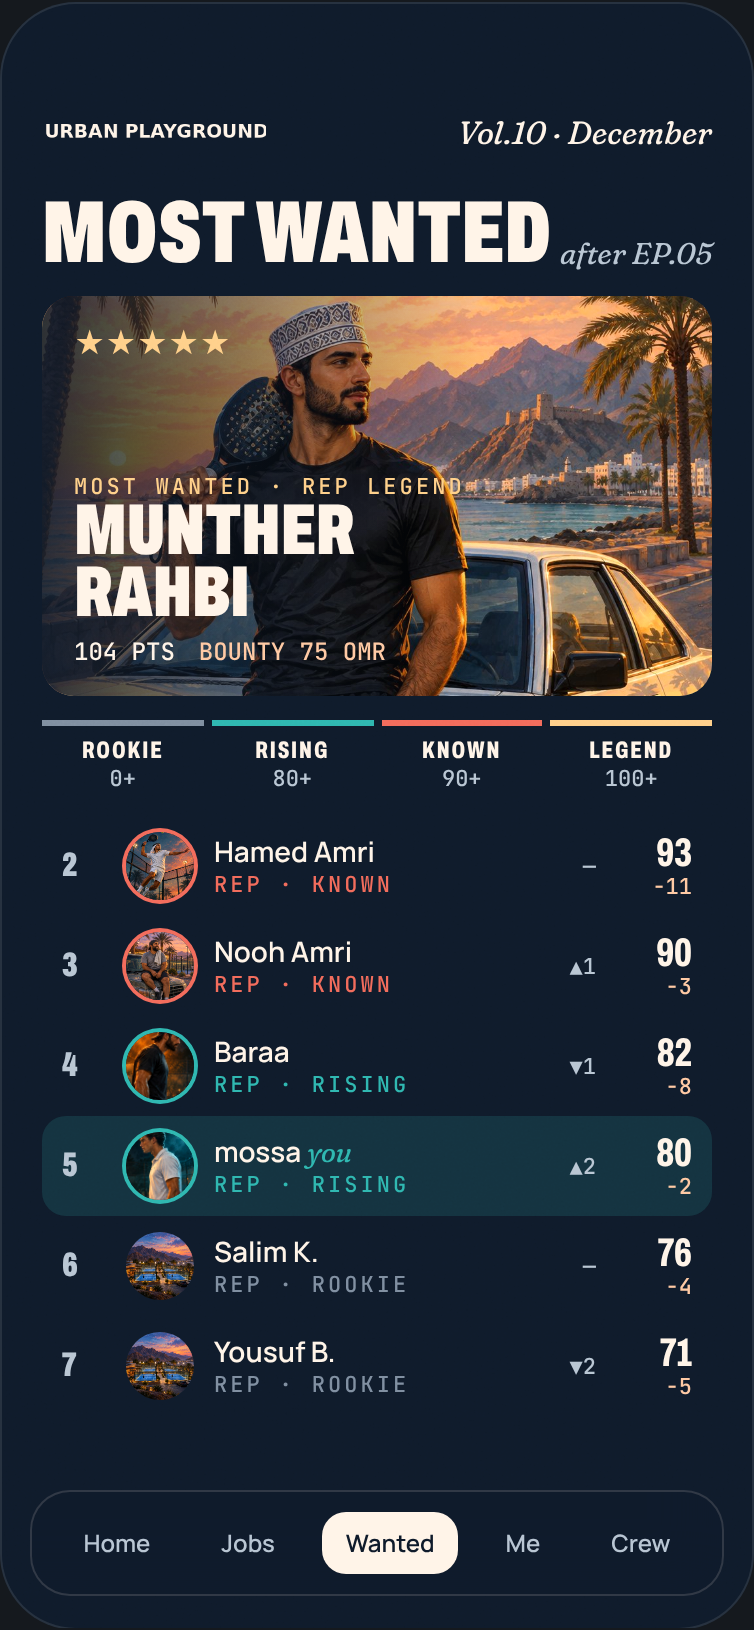 URBAN PLAYGROUND
Vol.10 · December
MOST WANTED after EP.05
★★★★★
MOST WANTED · REP LEGEND
MUNTHER
RAHBI
104 PTS BOUNTY 75 OMR
ROOKIE RISING KNOWN LEGEND
0+ 80+ 90+ 100+
2 Hamed Amri – 93
REP · KNOWN -11
3 Nooh Amri ▲1 90
REP · KNOWN -3
4 Baraa ▼1 82
REP · RISING -8
5 mossa you ▲2 80
REP · RISING -2
6 Salim K. – 76
REP · ROOKIE -4
7 Yousuf B. ▼2 71
REP · ROOKIE -5
Home Jobs Wanted Me Crew